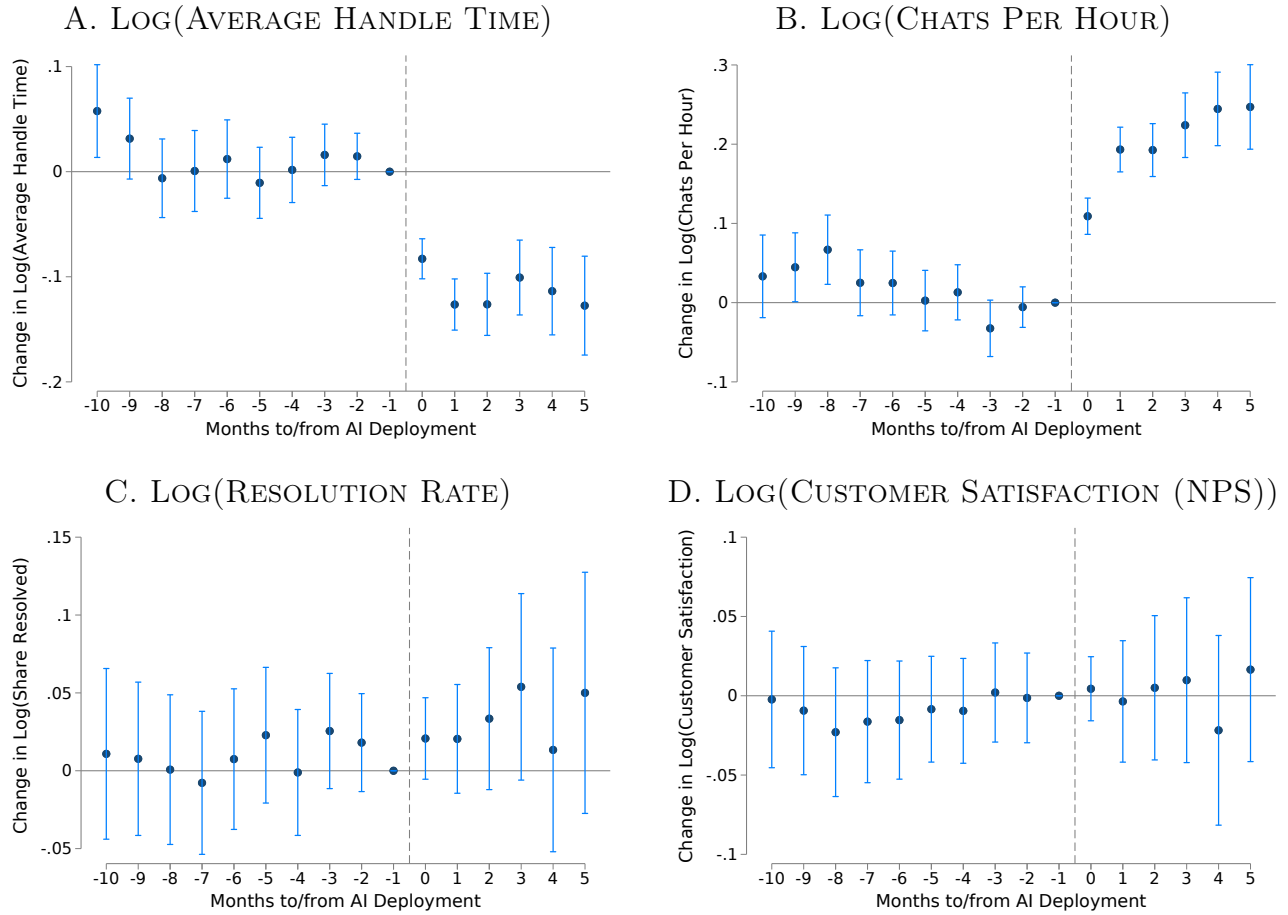 A. LOG(AVERAGE HANDLE TIME)
Change in Log(Average Handle Time)
.1
0
-.1
-.2
-10 -9 -8 -7 -6 -5 -4 -3 -2 -1 0 1 2 3 4 5
Months to/from AI Deployment
B. LOG(CHATS PER HOUR)
Change in Log(Chats Per Hour)
.3
.2
.1
0
-.1
-10 -9 -8 -7 -6 -5 -4 -3 -2 -1 0 1 2 3 4 5
Months to/from AI Deployment
C. LOG(RESOLUTION RATE)
Change in Log(Share Resolved)
.15
.1
.05
0
-.05
-10 -9 -8 -7 -6 -5 -4 -3 -2 -1 0 1 2 3 4 5
Months to/from AI Deployment
D. LOG(CUSTOMER SATISFACTION (NPS))
Change in Log(Customer Satisfaction)
.1
.05
0
-.05
-.1
-10 -9 -8 -7 -6 -5 -4 -3 -2 -1 0 1 2 3 4 5
Months to/from AI Deployment